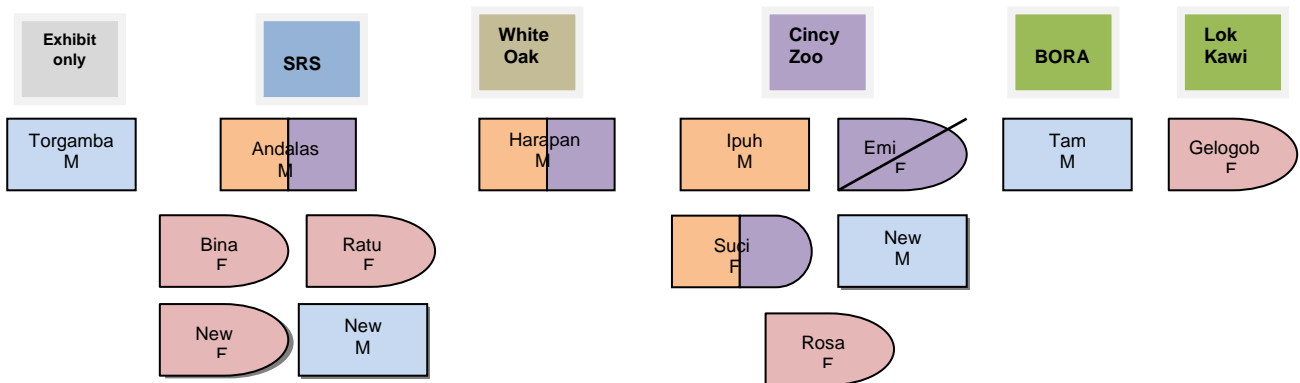 Exhibit
only
SRS
White
Oak
Cincy
Zoo
BORA
Lok
Kawi
Torgamba
M
Andalas
M
Harapan
M
Ipuh
M
Emi
F
Tam
M
Gelogob
F
Bina
F
Ratu
F
Suci
F
New
M
New
F
New
M
Rosa
F